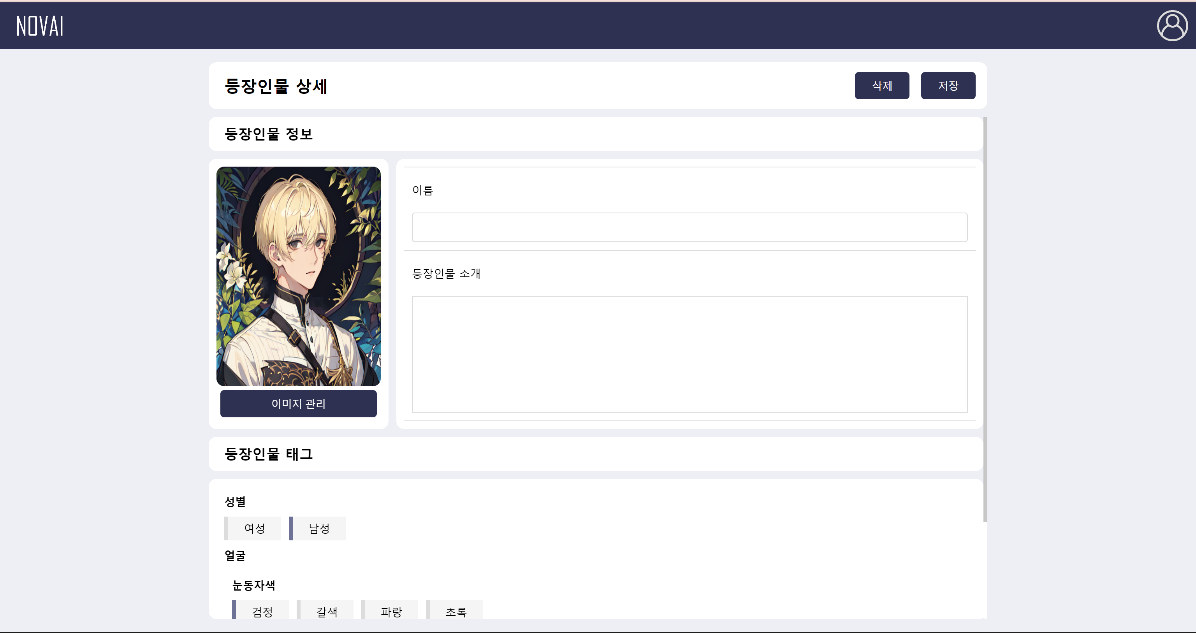 NOVAI
등장인물 상세
삭제
저장
등장인물 정보
이름
등장인물 소개
이미지 관리
등장인물 태그
성별
여성
남성
얼굴
눈동자색
검정
갈색
파랑
초록